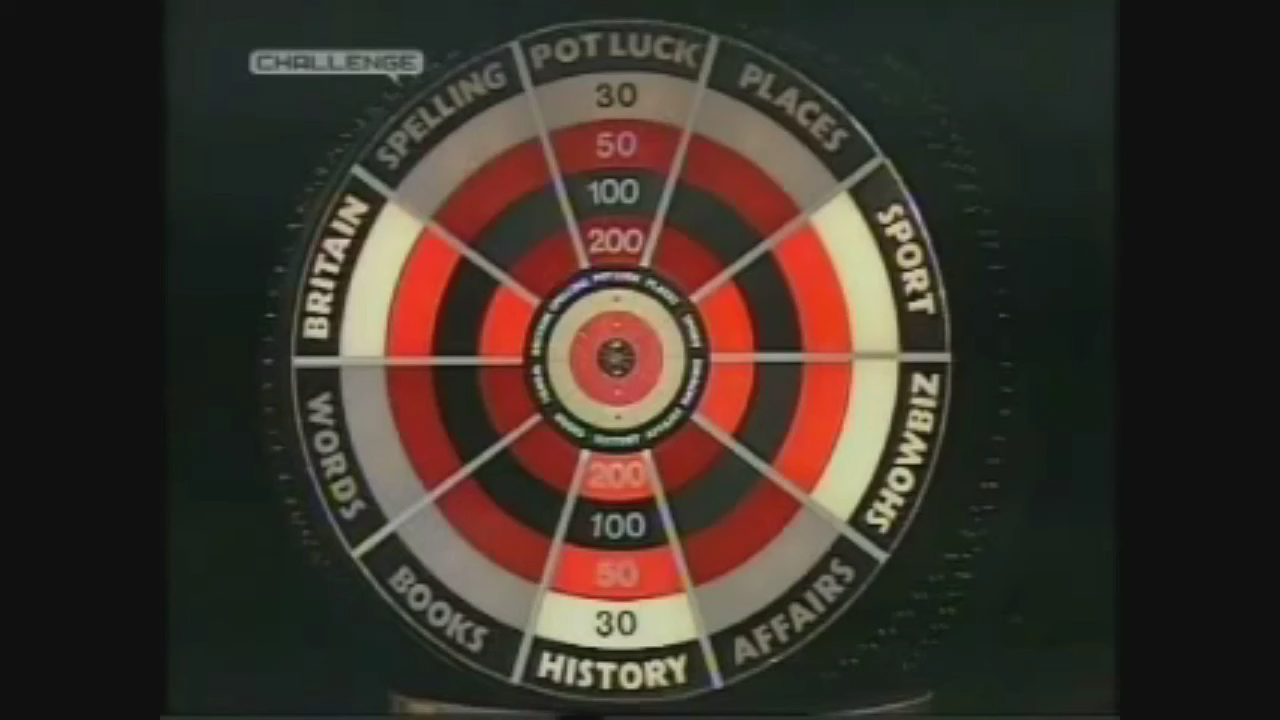 CHALLENGE
POT LUCK
PLACES
SPORT
SHOWBIZ
AFFAIRS
HISTORY
BOOKS
WORDS
BRITAIN
SPELLING
30
50
100
200
200
100
50
30